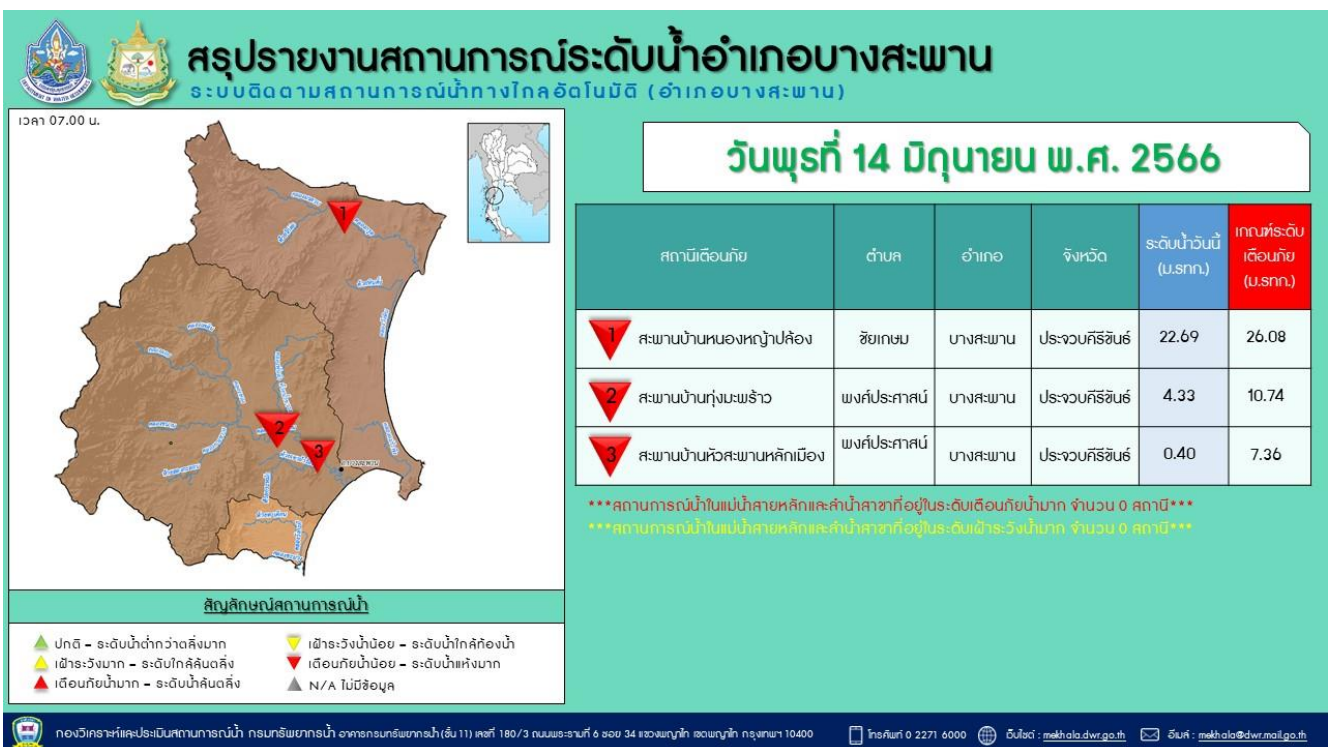 สรุปรายงานสถานการณ์ระดับน้ำอำเภอบางสะพาน
ระบบติดตามสถานการณ์น้ำทางไกลอัตโนมัติ (อำเภอบางสะพาน)
เวลา 07.00 น.
วันพุธที่ 14 มิถุนายน พ.ศ. 2566
สถานีเตือนภัย ตำบล อำเภอ จังหวัด ระดับน้ำวันนี้ (ม.รทก.) เกณฑ์ระดับเตือนภัย (ม.รทก.)
1 สะพานบ้านหนองหญ้าปล้อง ชัยเกษม บางสะพาน ประจวบคีรีขันธ์ 22.69 26.08
2 สะพานบ้านทุ่งมะพร้าว พงศ์ประศาสน์ บางสะพาน ประจวบคีรีขันธ์ 4.33 10.74
3 สะพานบ้านหัวสะพานหลักเมือง พงศ์ประศาสน์ บางสะพาน ประจวบคีรีขันธ์ 0.40 7.36
***สถานการณ์น้ำในแม่น้ำสายหลักและลำน้ำสาขาที่อยู่ในระดับเตือนภัยน้ำมาก จำนวน 0 สถานี***
***สถานการณ์น้ำในแม่น้ำสายหลักและลำน้ำสาขาที่อยู่ในระดับเฝ้าระวังน้ำมาก จำนวน 0 สถานี***
1
2
3
อ.บางสะพาน
สัญลักษณ์สถานการณ์น้ำ
ปกติ - ระดับน้ำต่ำกว่าตลิ่งมาก
เฝ้าระวังมาก - ระดับใกล้ล้นตลิ่ง
เตือนภัยน้ำมาก - ระดับน้ำล้นตลิ่ง
เฝ้าระวังน้ำน้อย - ระดับน้ำใกล้ท้องน้ำ
เตือนภัยน้ำน้อย - ระดับน้ำแห้งมาก
N/A ไม่มีข้อมูล
กองวิเคราะห์และประเมินสถานการณ์น้ำ กรมทรัพยากรน้ำ อาคารกรมทรัพยากรน้ำ (ชั้น 11) เลขที่ 180/3 ถนนพระรามที่ 6 ซอย 34 แขวงพญาไท เขตพญาไท กรุงเทพฯ 10400 โทรศัพท์ 0 2271 6000 เว็บไซต์ : mekhala.dwr.go.th อีเมล์ : mekhala@dwr.mail.go.th